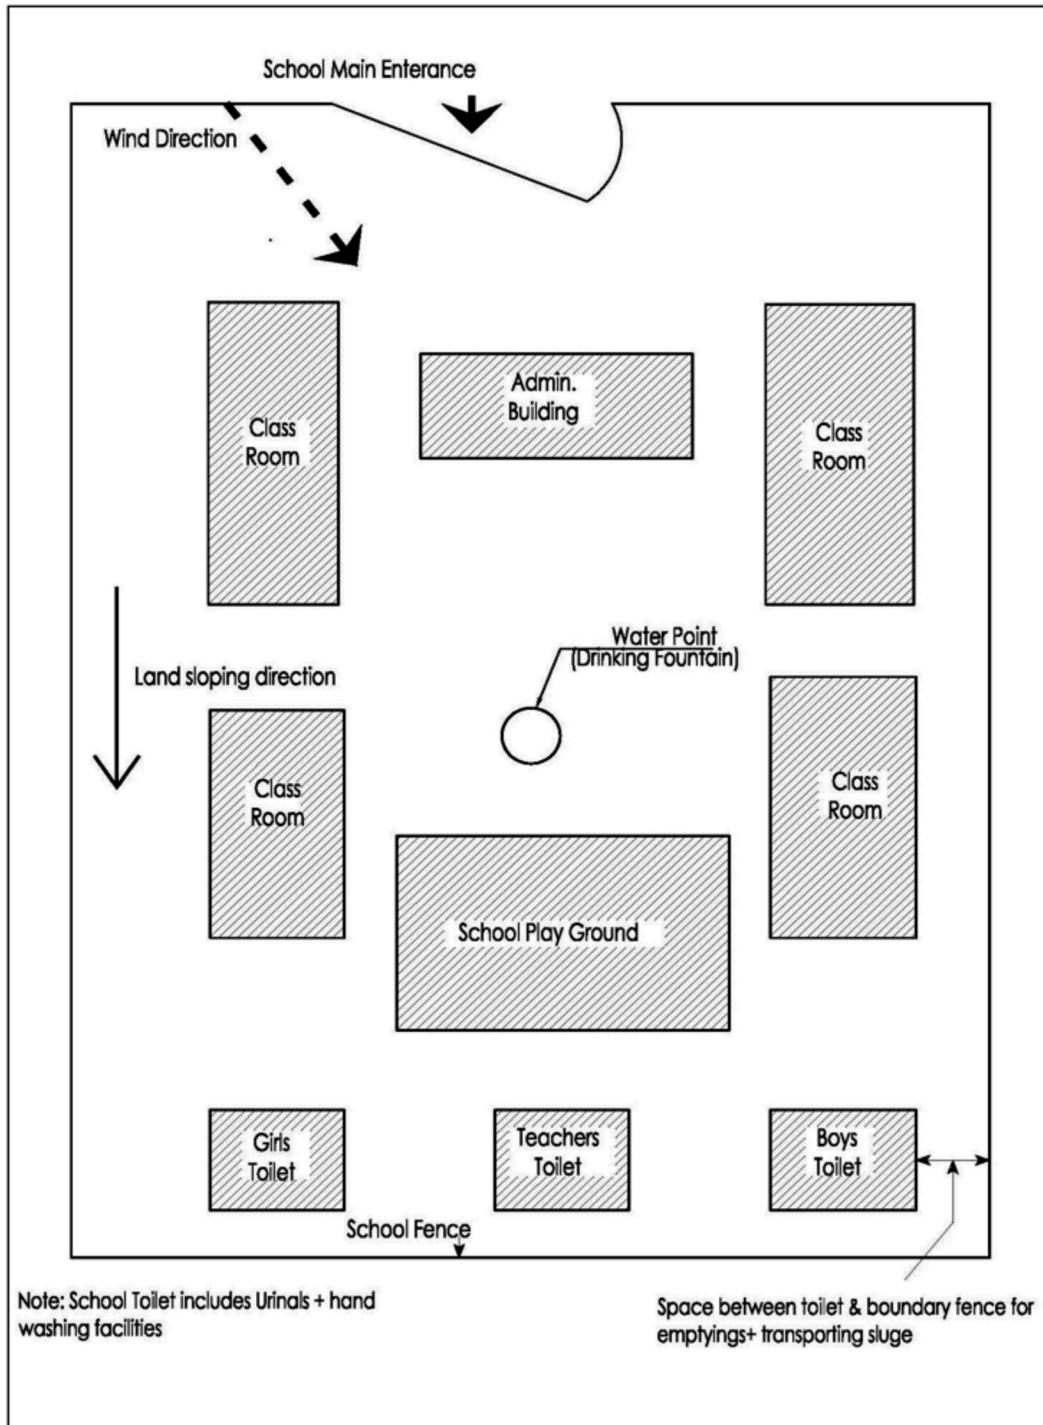 School Main Enterance
Wind Direction
Admin.
Building
Class
Room
Class
Room
Water Point
(Drinking Fountain)
Land sloping direction
Class
Room
Class
Room
School Play Ground
Girls
Toilet
Teachers
Toilet
Boys
Toilet
School Fence
Note: School Toilet includes Urinals + hand
washing facilities
Space between toilet & boundary fence for
emptyings+ transporting sluge